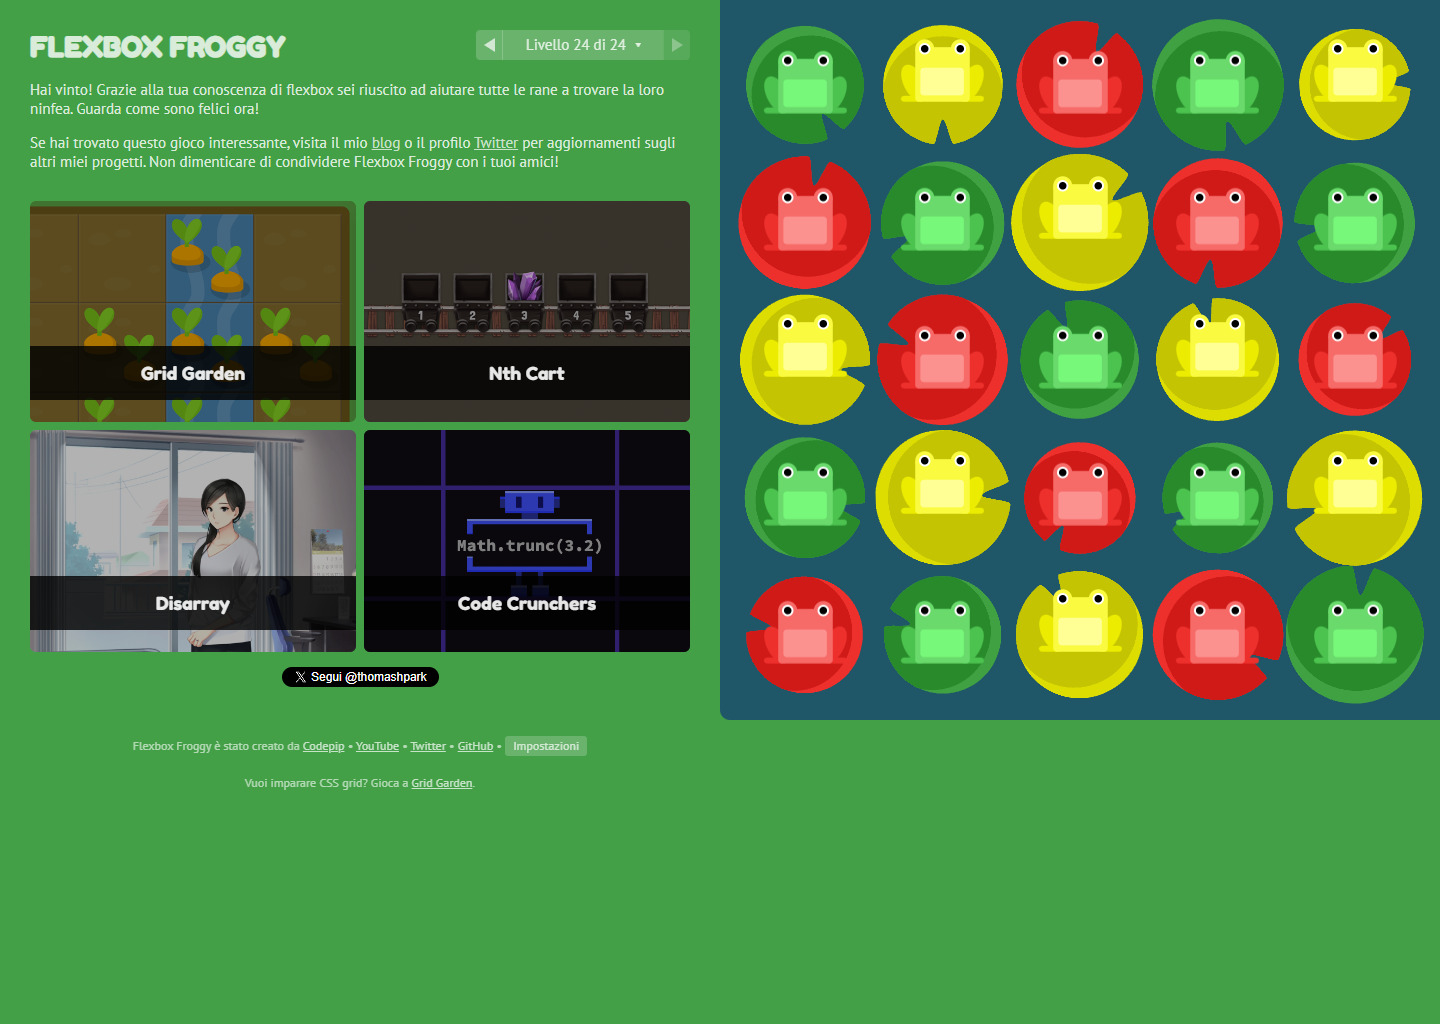 FLEXBOX FROGGY
Livello 24 di 24
Hai vinto! Grazie alla tua conoscenza di flexbox sei riuscito ad aiutare tutte le rane a trovare la loro
ninfea. Guarda come sono felici ora!
Se hai trovato questo gioco interessante, visita il mio blog o il profilo Twitter per aggiornamenti sugli
altri miei progetti. Non dimenticare di condividere Flexbox Froggy con i tuoi amici!
Grid Garden
1 2 3 4 5
Nth Cart
Disarray
Math.trunc(3.2)
Code Crunchers
Segui @thomashpark
Flexbox Froggy è stato creato da Codepip • YouTube • Twitter • GitHub • Impostazioni
Vuoi imparare CSS grid? Gioca a Grid Garden.